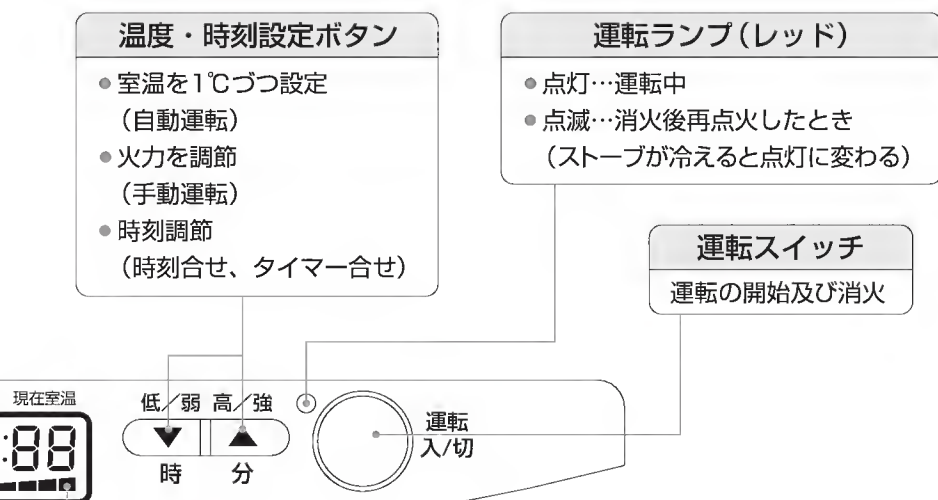 温度・時刻設定ボタン
●室温を1℃づつ設定
（自動運転）
●火力を調節
（手動運転）
●時刻調節
（時刻合せ、タイマー合せ）
運転ランプ（レッド）
●点灯…運転中
●点滅…消火後再点火したとき
（ストーブが冷えると点灯に変わる）
運転スイッチ
運転の開始及び消火
現在室温
:88
低／弱 高／強
▼ ▲
時 分
運転
入/切